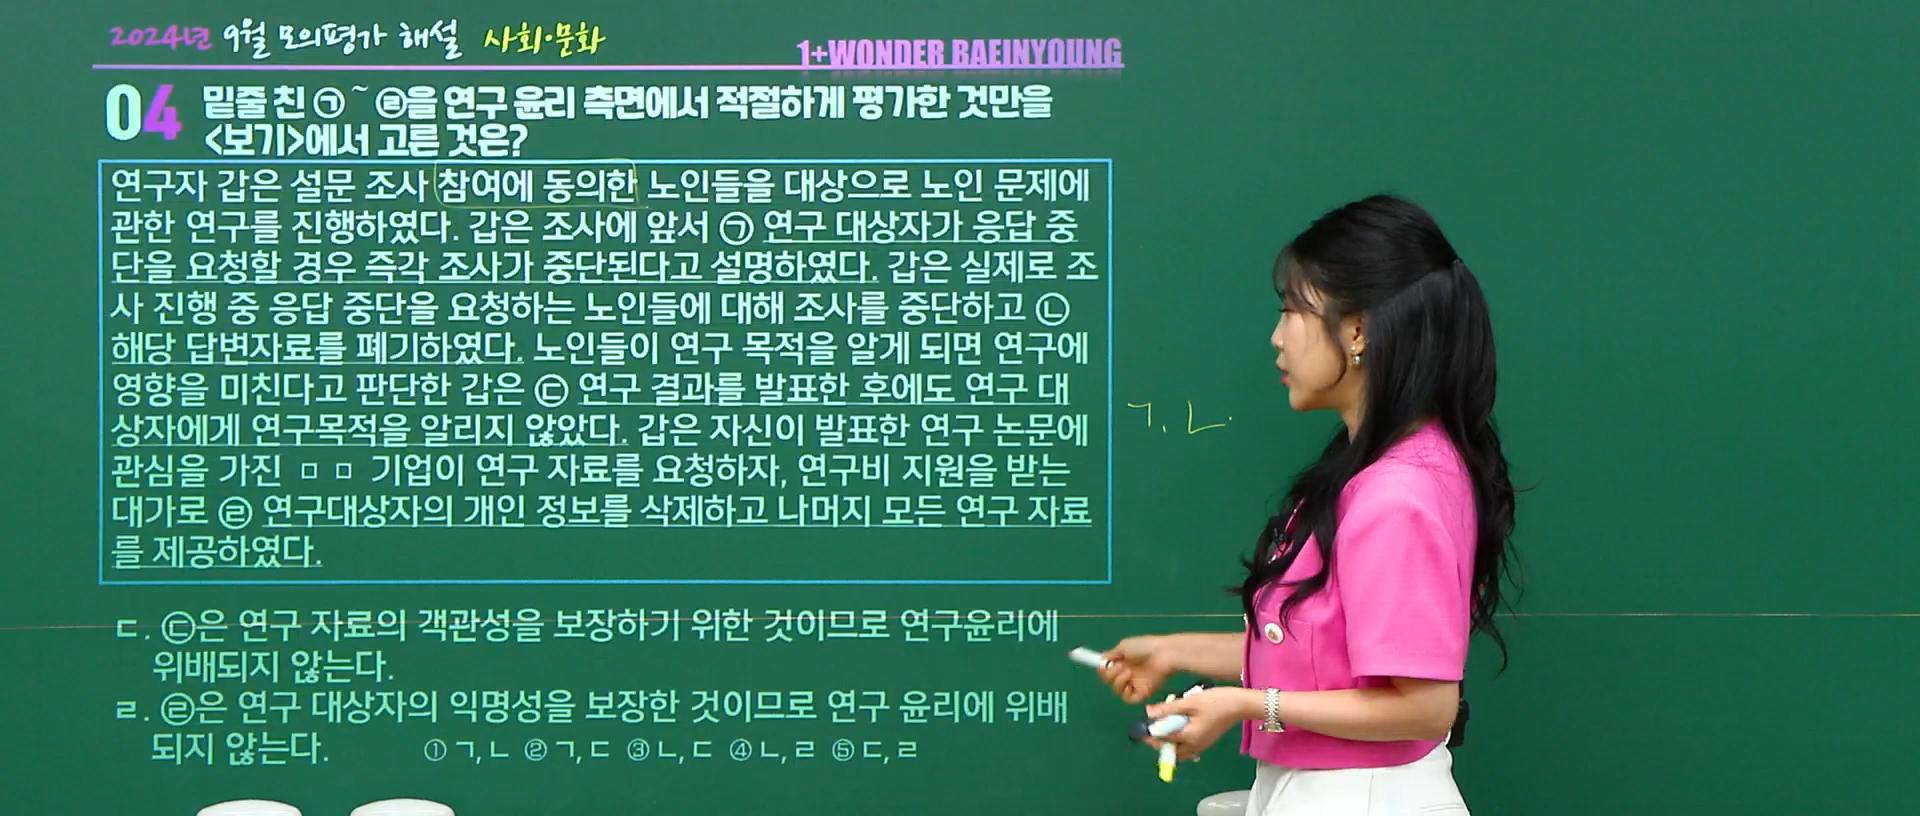 2024년 9월 모의평가 해설 사회·문화
1+WONDER BAEINYOUNG
04 밑줄 친 ㉠~㉣을 연구 윤리 측면에서 적절하게 평가한 것만을
<보기>에서 고른 것은?
연구자 갑은 설문 조사 참여에 동의한 노인들을 대상으로 노인 문제에
관한 연구를 진행하였다. 갑은 조사에 앞서 ㉠ 연구 대상자가 응답 중
단을 요청할 경우 즉각 조사가 중단된다고 설명하였다. 갑은 실제로 조
사 진행 중 응답 중단을 요청하는 노인들에 대해 조사를 중단하고 ㉡
해당 답변자료를 폐기하였다. 노인들이 연구 목적을 알게 되면 연구에
영향을 미친다고 판단한 갑은 ㉢ 연구 결과를 발표한 후에도 연구 대
상자에게 연구목적을 알리지 않았다. 갑은 자신이 발표한 연구 논문에
관심을 가진 ㅁㅁ 기업이 연구 자료를 요청하자, 연구비 지원을 받는
대가로 ㉣ 연구대상자의 개인 정보를 삭제하고 나머지 모든 연구 자료
를 제공하였다.
ㄱ. ㄴ.
ㄷ. ㉢은 연구 자료의 객관성을 보장하기 위한 것이므로 연구윤리에
위배되지 않는다.
ㄹ. ㉣은 연구 대상자의 익명성을 보장한 것이므로 연구 윤리에 위배
되지 않는다. ① ㄱ,ㄴ ② ㄱ,ㄷ ③ ㄴ,ㄷ ④ ㄴ,ㄹ ⑤ ㄷ,ㄹ